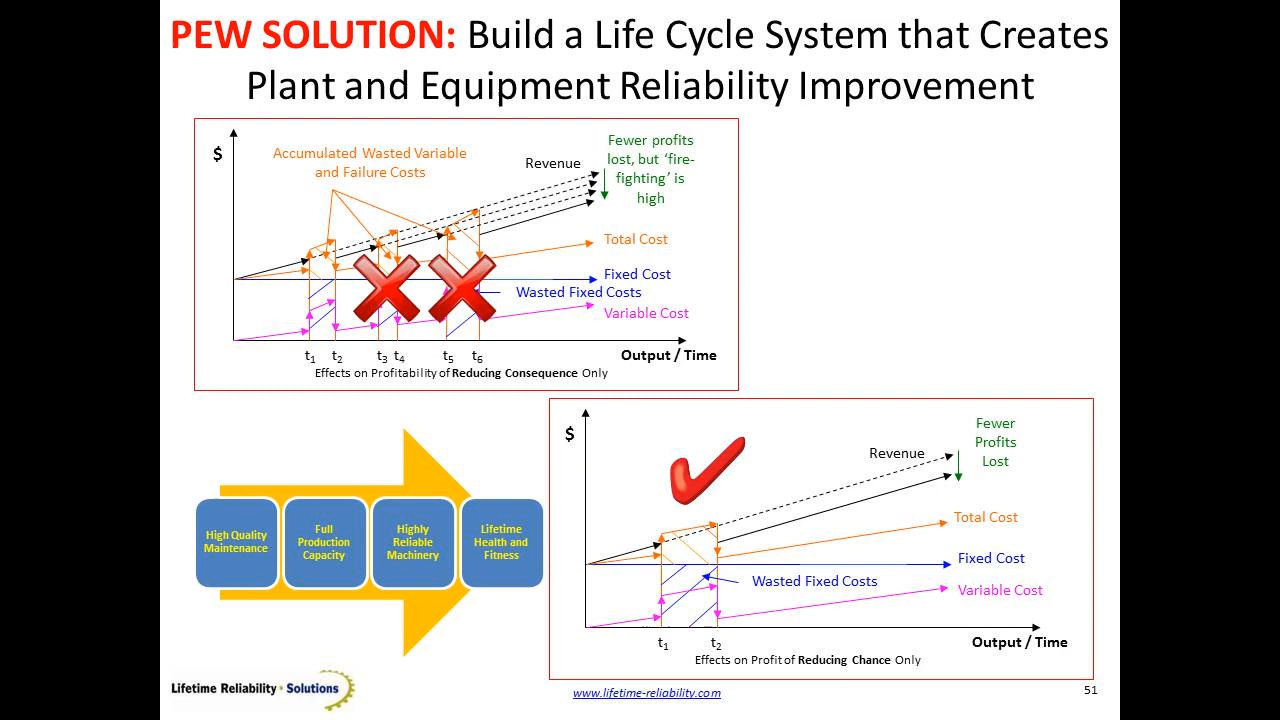 PEW SOLUTION: Build a Life Cycle System that Creates
Plant and Equipment Reliability Improvement
$
Accumulated Wasted Variable
and Failure Costs
Revenue
Fewer profits
lost, but ‘fire-
fighting’ is
high
Total Cost
Fixed Cost
Wasted Fixed Costs
Variable Cost
t1 t2 t3 t4 t5 t6
Output / Time
Effects on Profitability of Reducing Consequence Only
$
Revenue
Fewer
Profits
Lost
Total Cost
Fixed Cost
Wasted Fixed Costs
Variable Cost
t1 t2
Output / Time
Effects on Profit of Reducing Chance Only
High Quality
Maintenance
Full
Production
Capacity
Highly
Reliable
Machinery
Lifetime
Health and
Fitness
Lifetime Reliability • Solutions
www.lifetime-reliability.com
51